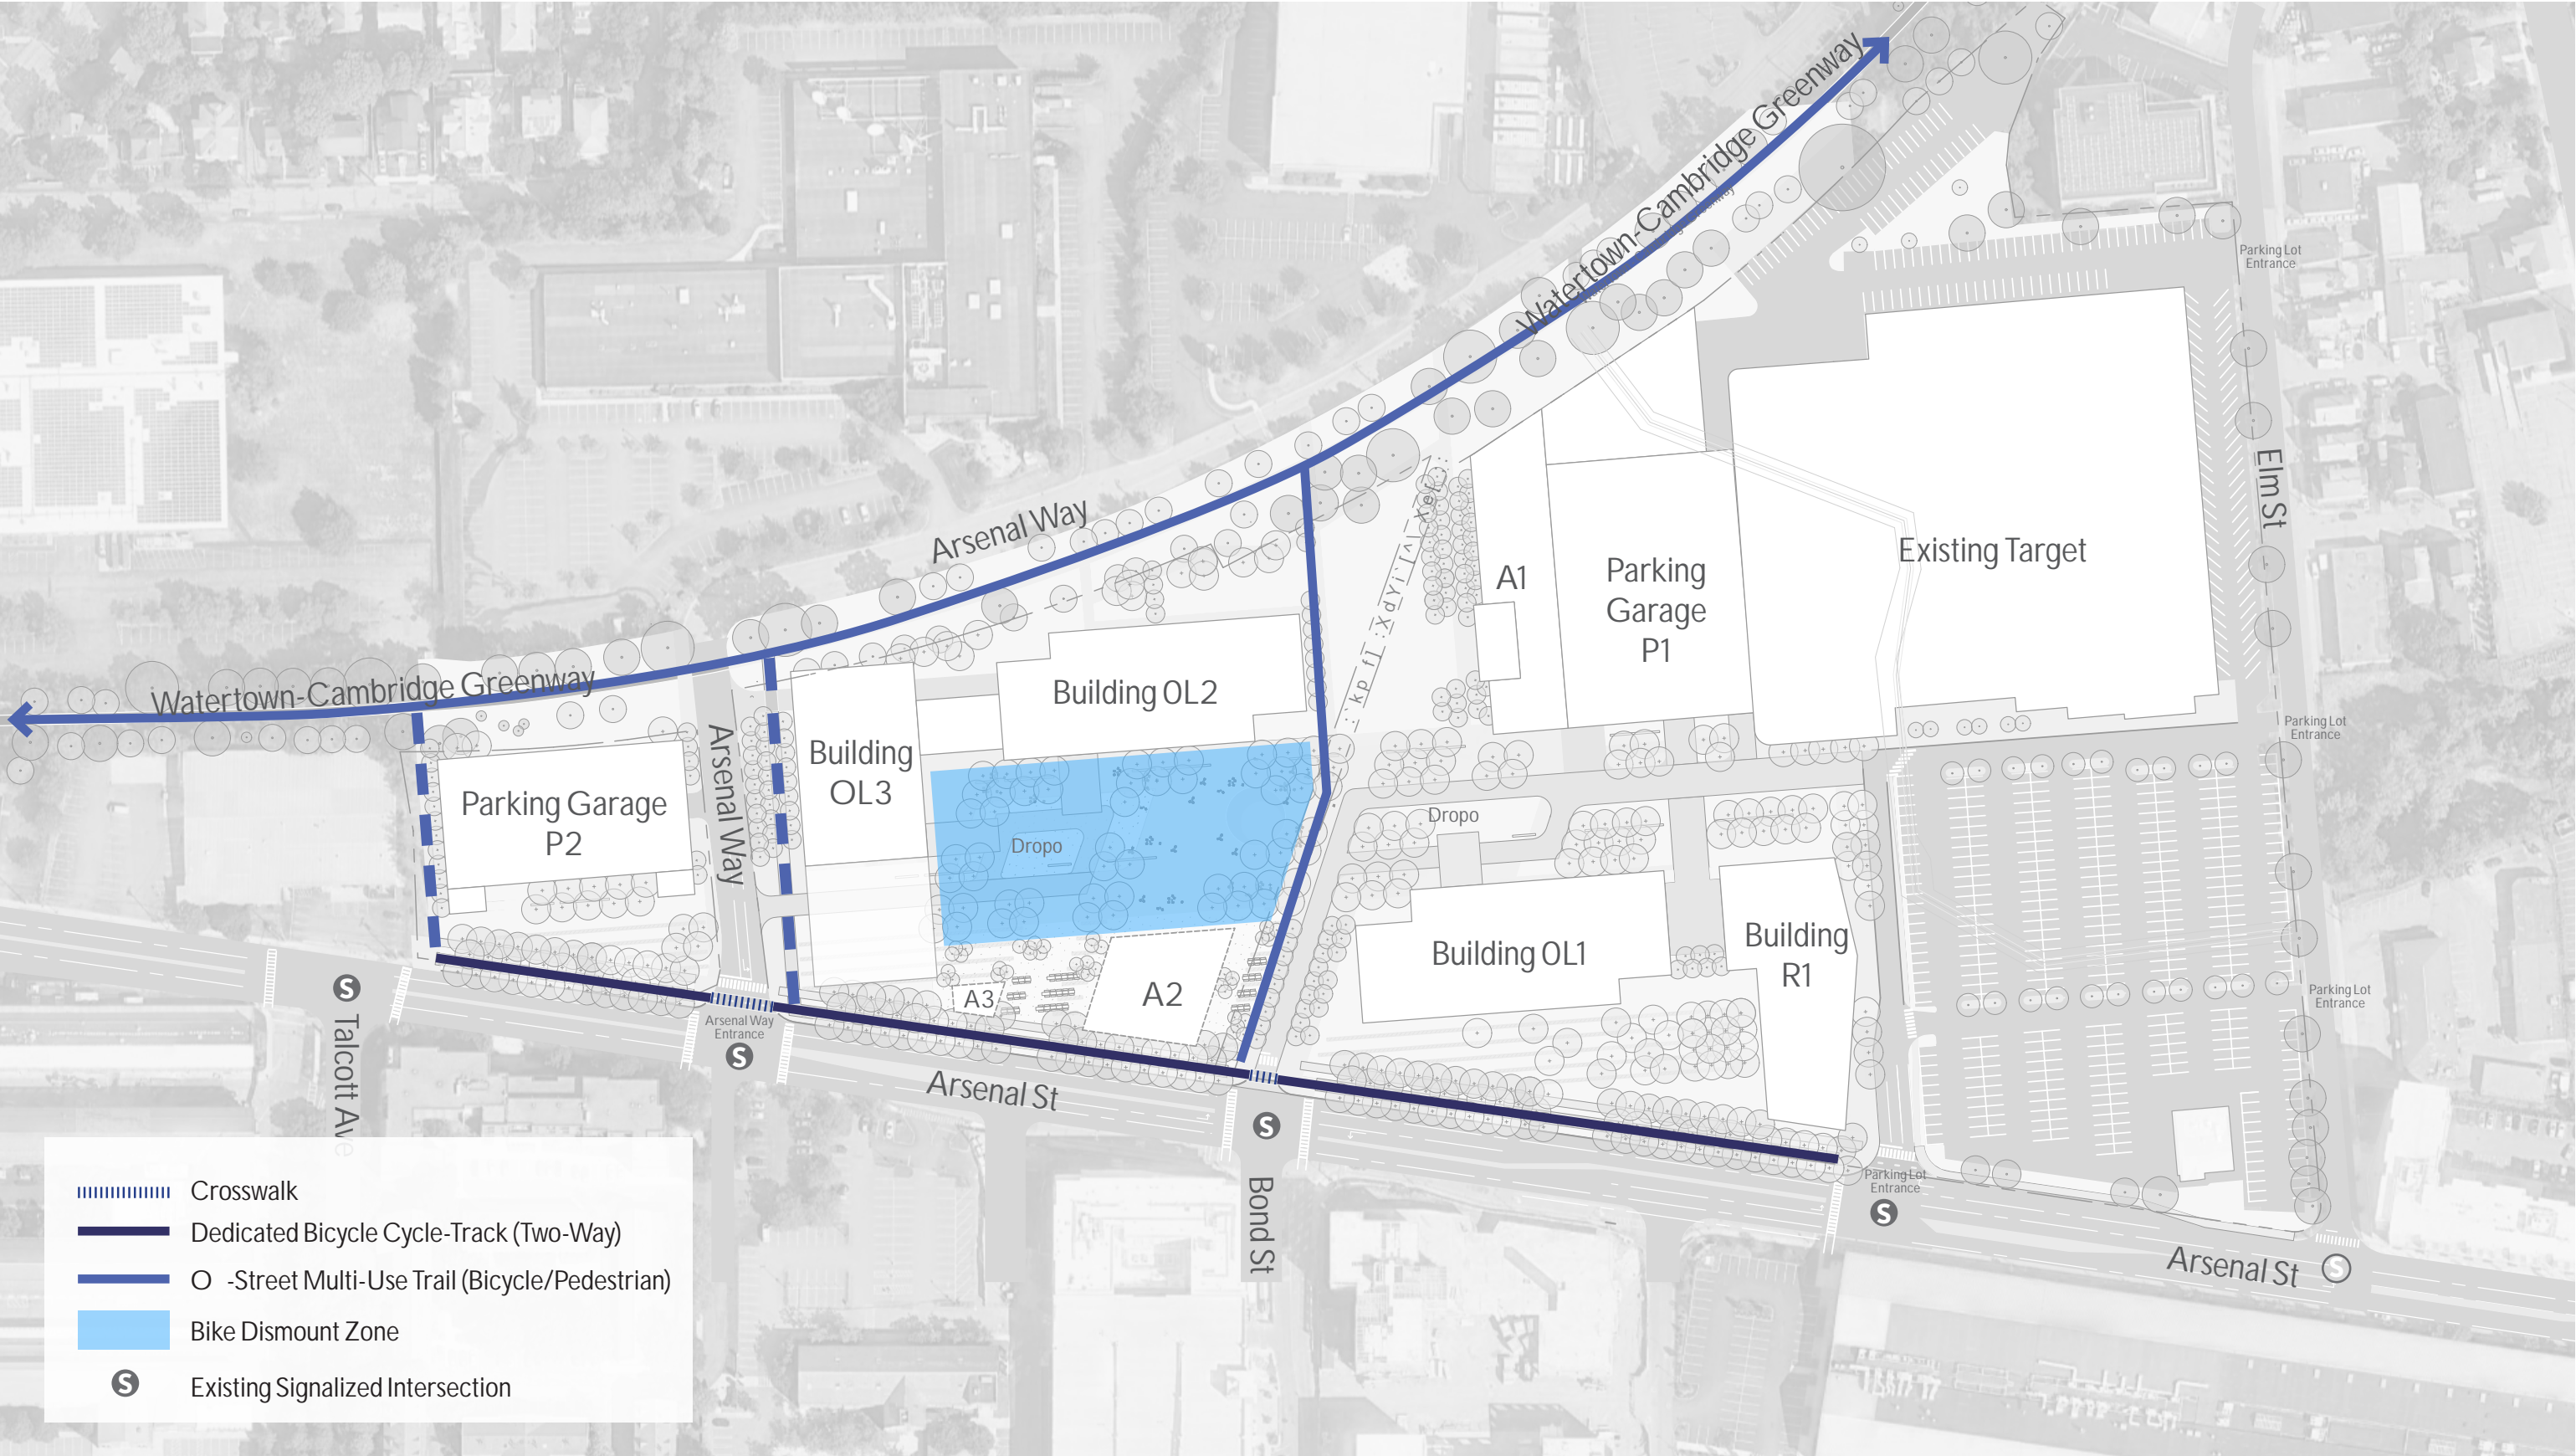 Watertown-Cambridge Greenway
Parking Lot
Entrance
Arsenal Way
Elm St
Existing Target
A1
Parking
Garage
P1
Building OL2
Watertown-Cambridge Greenway
Arsenal Way
Building
OL3
Parking Garage
P2
Parking Lot
Entrance
Dropo
Dropo
Building OL1
Building
R1
A3
A2
S
Talcott Ave
Arsenal Way
Entrance
S
Arsenal St
S
Bond St
Parking Lot
Entrance
Parking Lot
Entrance
S
Arsenal St
S
Crosswalk
Dedicated Bicycle Cycle-Track (Two-Way)
O -Street Multi-Use Trail (Bicycle/Pedestrian)
Bike Dismount Zone
S
Existing Signalized Intersection